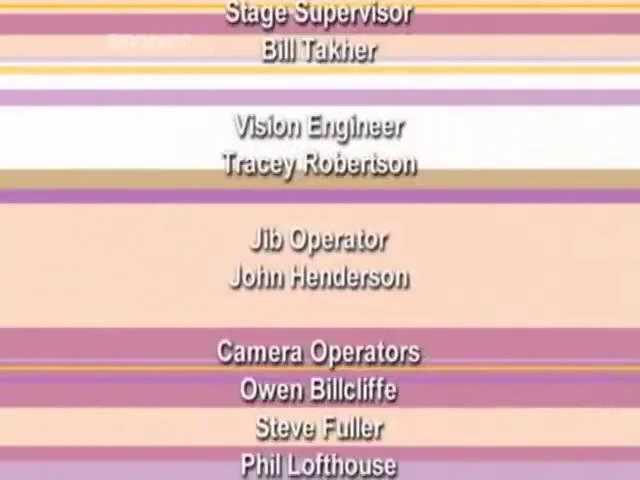 Stage Supervisor
Bill Takher
Vision Engineer
Tracey Robertson
Jib Operator
John Henderson
Camera Operators
Owen Billcliffe
Steve Fuller
Phil Lofthouse